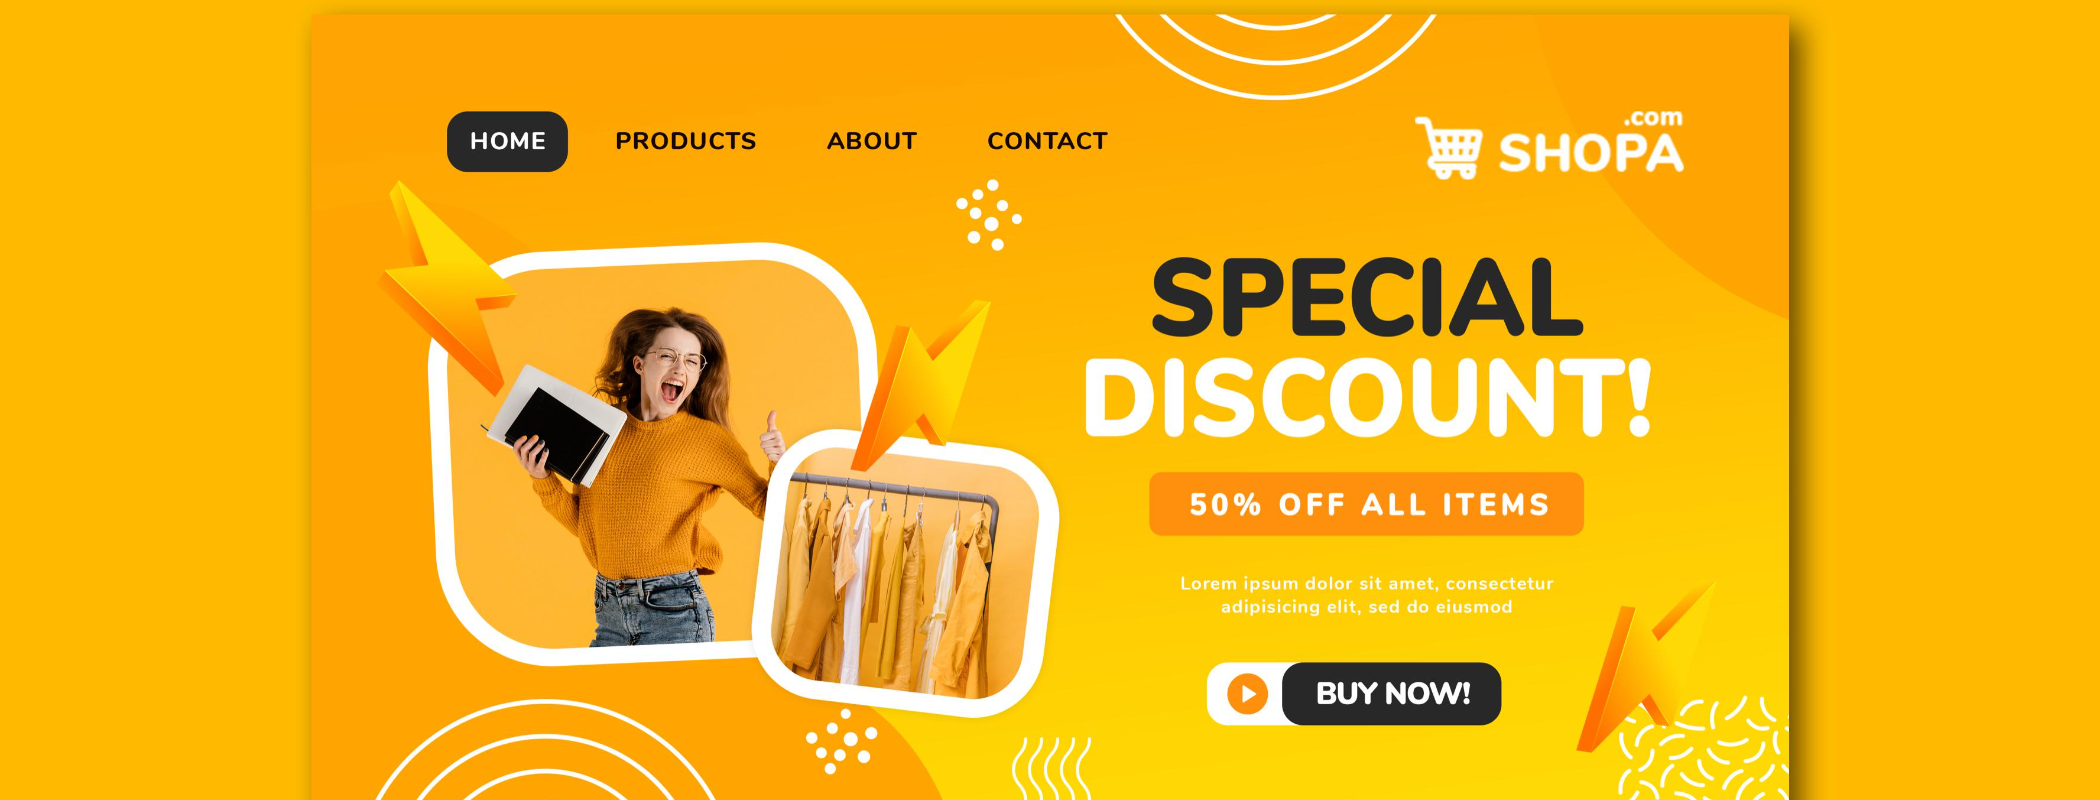 HOME PRODUCTS ABOUT CONTACT
.com
SHOPA
SPECIAL
DISCOUNT!
50% OFF ALL ITEMS
Lorem ipsum dolor sit amet, consectetur
adipisicing elit, sed do eiusmod
BUY NOW!